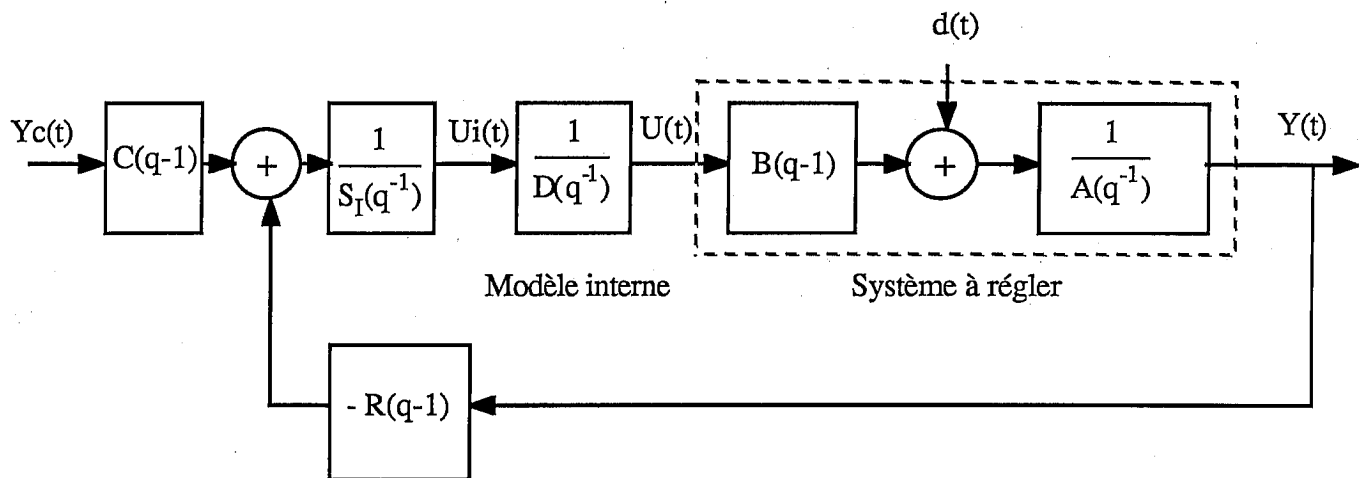 d(t)
Yc(t)
C(q-1)
+
1
S_I(q^{-1})
Ui(t)
1
D(q^{-1})
U(t)
B(q-1)
+
1
A(q^{-1})
Y(t)
Modèle interne
Système à régler
- R(q-1)